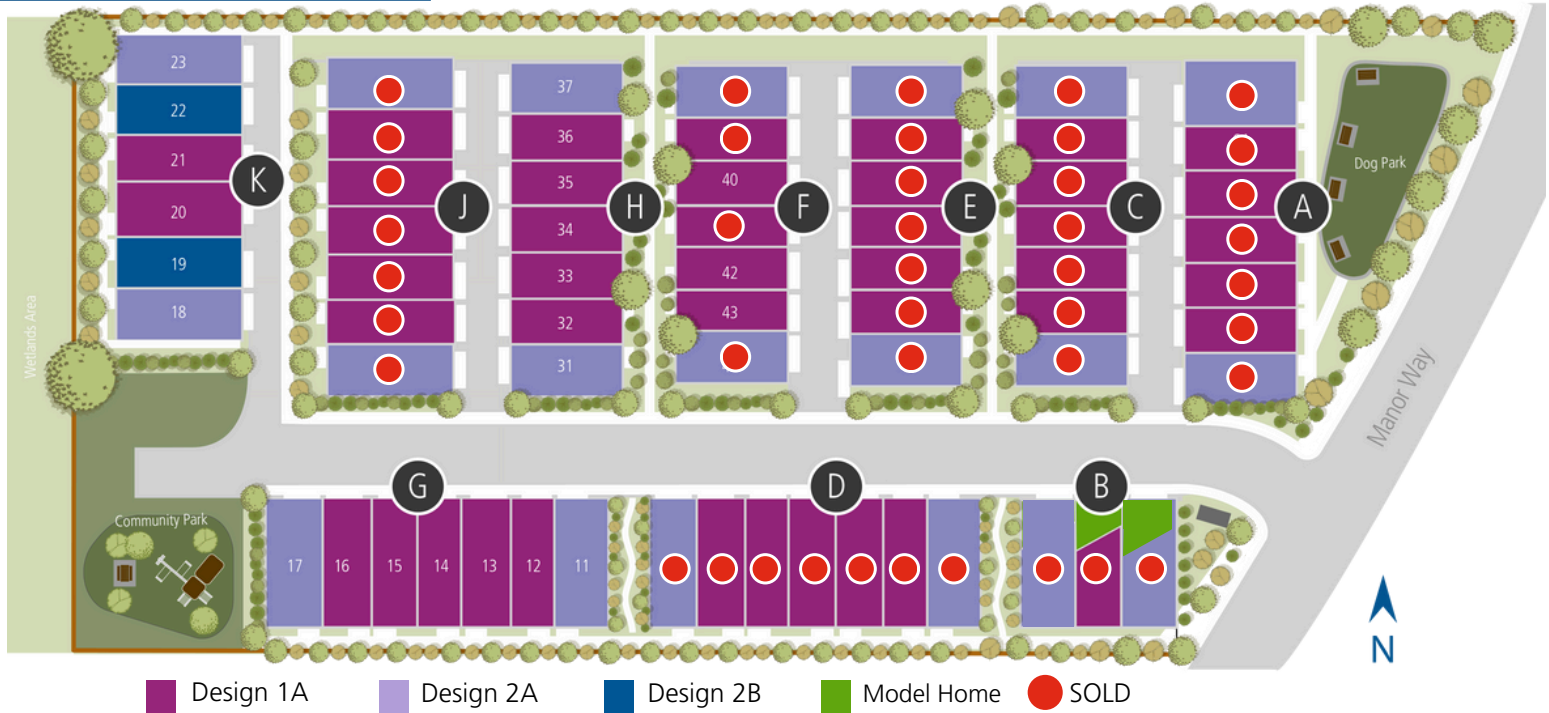 23
22
21
20
19
18
K
J
37
36
35
34
33
32
31
H
40
42
43
F
E
C
A
Dog Park
Wetlands Area
Manor Way
G
D
B
Community Park
17
16
15
14
13
12
11
N
Design 1A
Design 2A
Design 2B
Model Home
SOLD